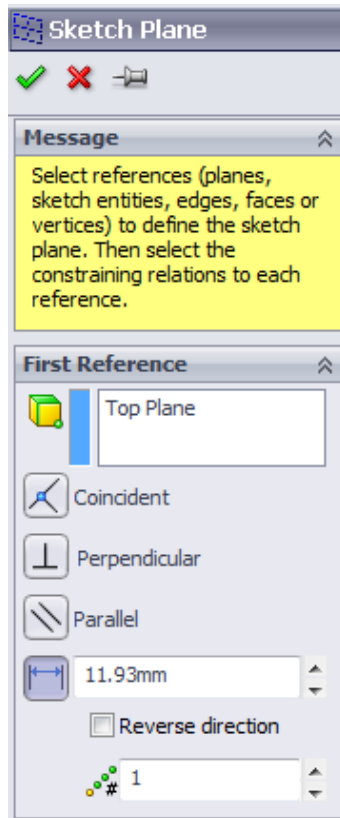 Sketch Plane
Message
Select references (planes,
sketch entities, edges, faces or
vertices) to define the sketch
plane. Then select the
constraining relations to each
reference.
First Reference
Top Plane
Coincident
Perpendicular
Parallel
11.93mm
Reverse direction
# 1